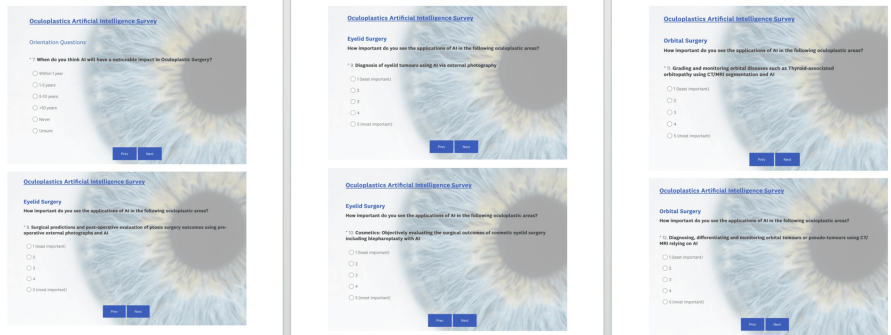 Oculoplastics Artificial Intelligence Survey
Orientation Questions
* 7. When do you think AI will have a noticeable impact in Oculoplastic Surgery?
Within 1 year
1-5 years
5-10 years
>10 years
Never
Unsure
Prev Next
Oculoplastics Artificial Intelligence Survey
Eyelid Surgery
How important do you see the applications of AI in the following oculoplastic areas?
* 8. Surgical predictions and post-operative evaluation of ptosis surgery outcomes using pre-
operative external photographs and AI
1 (least important)
2
3
4
5 (most important)
Prev Next
Oculoplastics Artificial Intelligence Survey
Eyelid Surgery
How important do you see the applications of AI in the following oculoplastic areas?
* 9. Diagnosis of eyelid tumours using AI via external photography
1 (least important)
2
3
4
5 (most important)
Prev Next
Oculoplastics Artificial Intelligence Survey
Eyelid Surgery
How important do you see the applications of AI in the following oculoplastic areas?
* 10. Cosmetics: Objectively evaluating the surgical outcomes of cosmetic eyelid surgery
including blepharoplasty with AI
1 (least important)
2
3
4
5 (most important)
Prev Next
Oculoplastics Artificial Intelligence Survey
Orbital Surgery
How important do you see the applications of AI in the following oculoplastic areas?
* 11. Grading and monitoring orbital diseases such as Thyroid-associated
orbitopathy using CT/MRI segmentation and AI
1 (least important)
2
3
4
5 (most important)
Prev Next
Oculoplastics Artificial Intelligence Survey
Orbital Surgery
How important do you see the applications of AI in the following oculoplastic areas?
* 12. Diagnosing, differentiating and monitoring orbital tumours or pseudo-tumours using CT/
MRI relying on AI
1 (least important)
2
3
4
5 (most important)
Prev Next